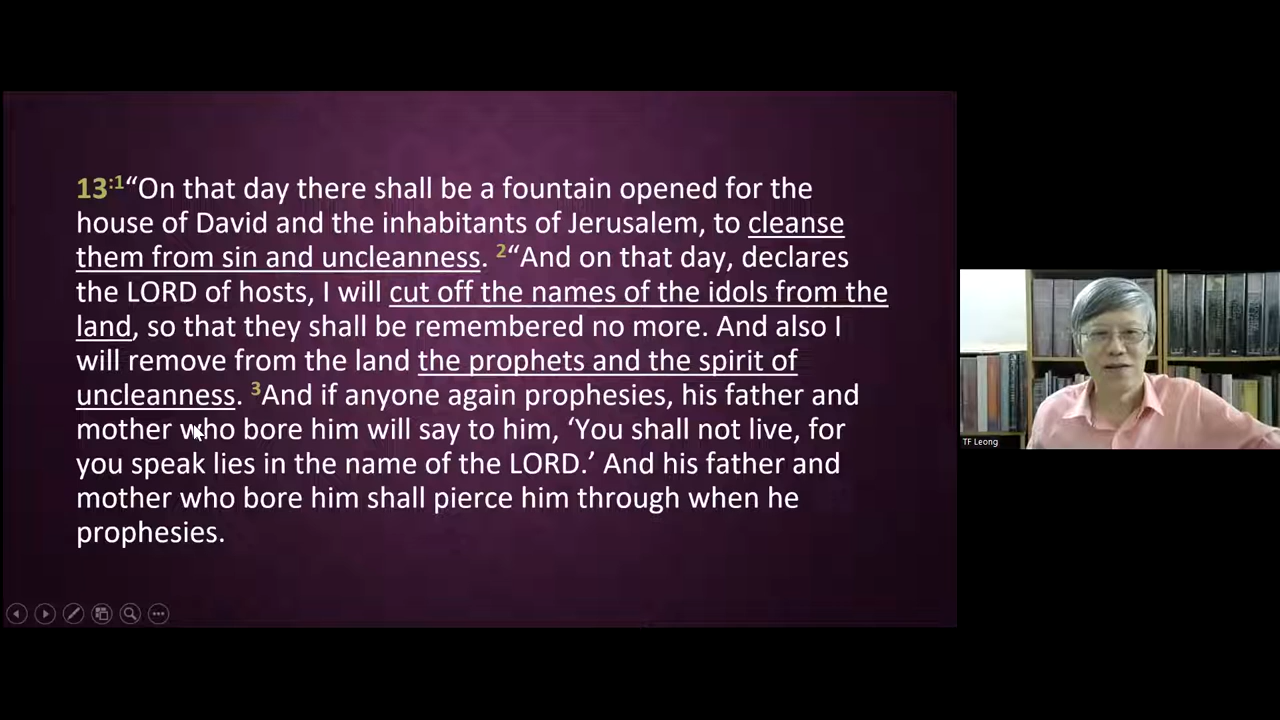 13:1“On that day there shall be a fountain opened for the
house of David and the inhabitants of Jerusalem, to cleanse
them from sin and uncleanness. 2“And on that day, declares
the LORD of hosts, I will cut off the names of the idols from the
land, so that they shall be remembered no more. And also I
will remove from the land the prophets and the spirit of
uncleanness. 3And if anyone again prophesies, his father and
mother who bore him will say to him, ‘You shall not live, for
you speak lies in the name of the LORD.’ And his father and
mother who bore him shall pierce him through when he
prophesies.
TF Leong